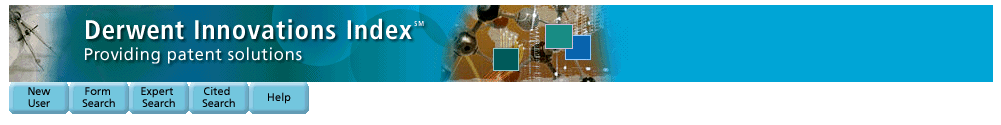 Derwent Innovations Index℠
Providing patent solutions
New User
Form Search
Expert Search
Cited Search
Help